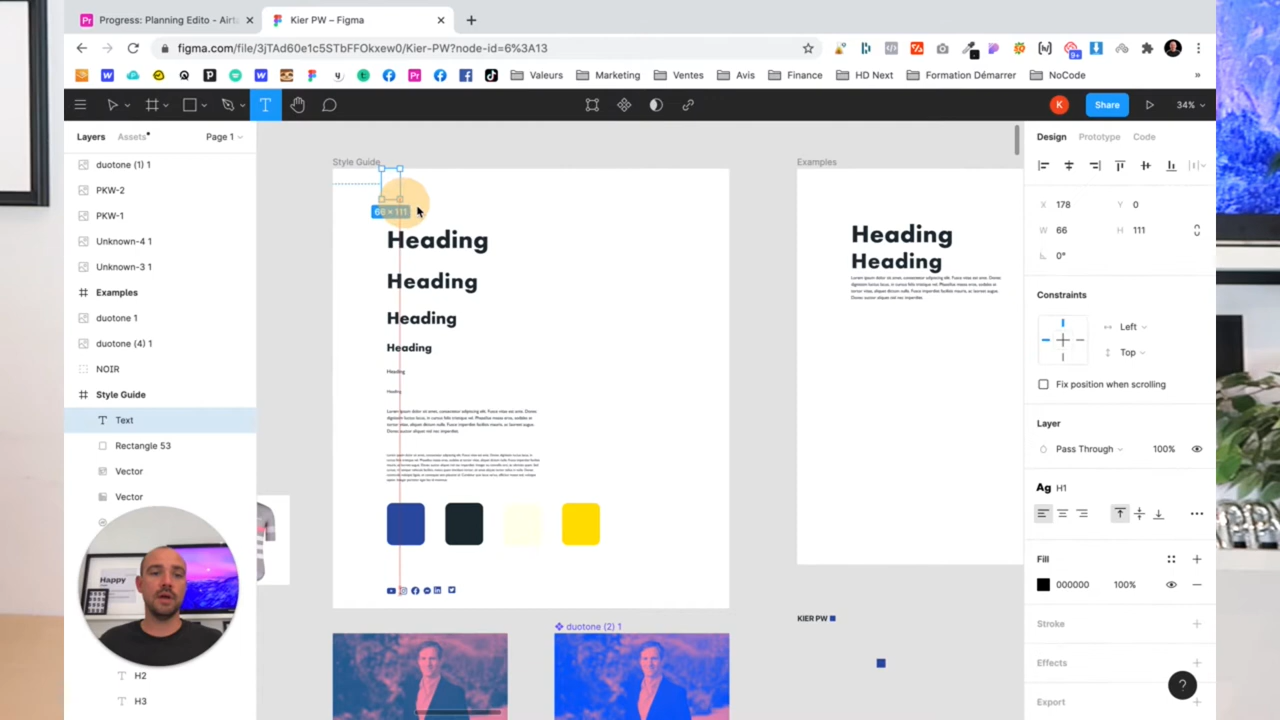 Progress: Planning Edito - Airt
Kier PW – Figma
figma.com/file/3jTAd60e1c5STbFFOkxew0/Kier-PW?node-id=6%3A13
9+
Valeurs
Marketing
Ventes
Avis
Finance
HD Next
Formation Démarrer
NoCode
K
Share
34%
Layers
Assets
Page 1
duotone (1) 1
PKW-2
PKW-1
Unknown-4 1
Unknown-3 1
Examples
duotone 1
duotone (4) 1
NOIR
Style Guide
Text
Rectangle 53
Vector
Vector
H2
H3
Style Guide
66 × 111
Heading
Heading
Heading
Heading
Heading
Heading
duotone (2) 1
Examples
Heading
Heading
KIER PW
Design
Prototype
Code
X 178 Y 0
W 66 H 111
0°
Constraints
Left
Top
Fix position when scrolling
Layer
Pass Through 100%
Ag H1
Fill
000000 100%
Stroke
Effects
Export
?
Happy